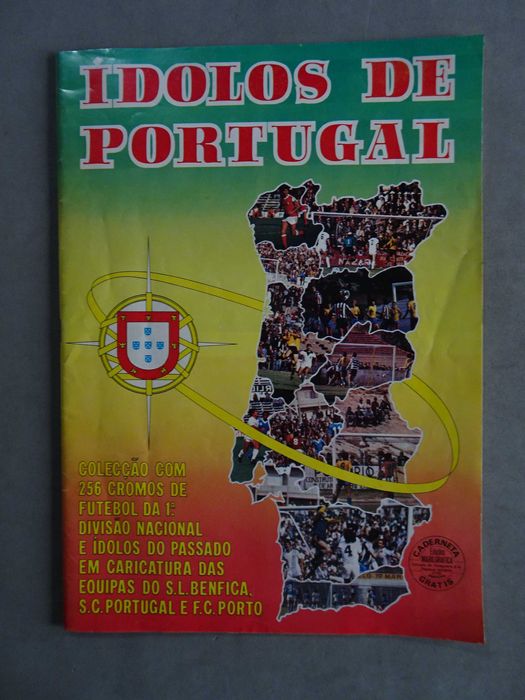 IDOLOS DE
PORTUGAL
COLECÇÃO COM
256 CROMOS DE
FUTEBOL DA 1ª
DIVISÃO NACIONAL
E ÍDOLOS DO PASSADO
EM CARICATURA DAS
EQUIPAS DO S.L.BENFICA,
S.C.PORTUGAL E F.C.PORTO
CADERNETA
GRÁTIS